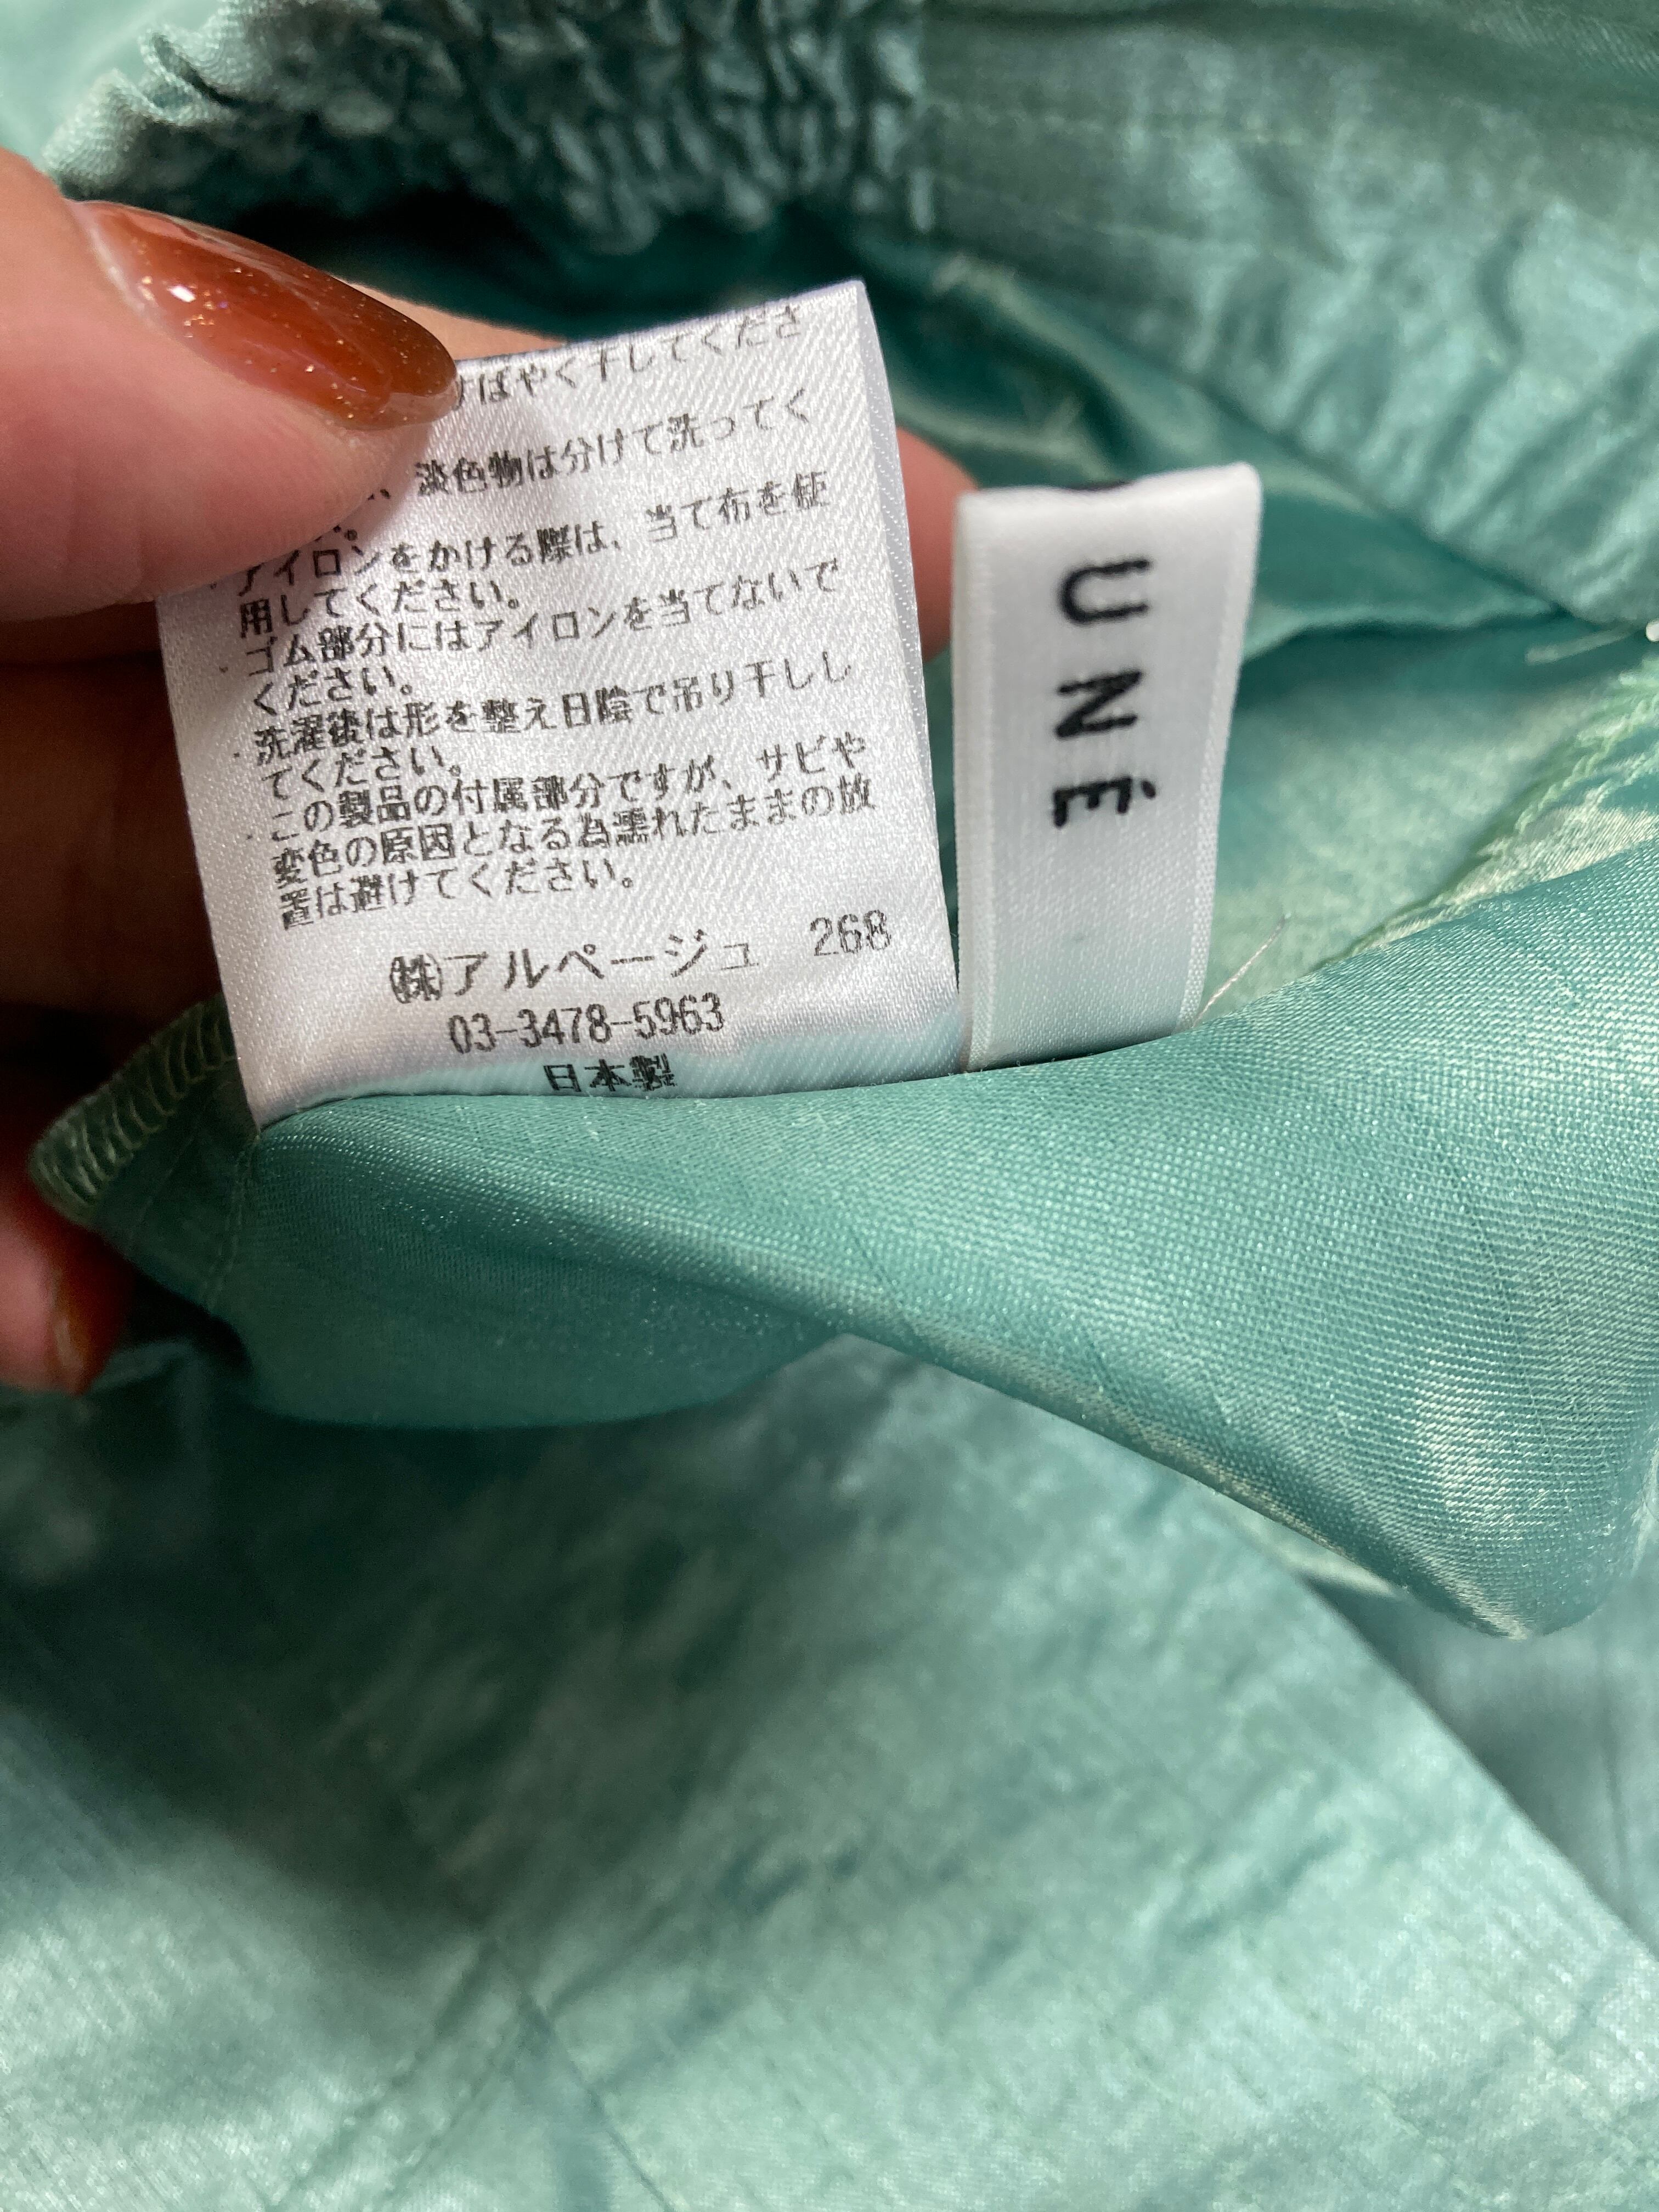 ばやく干してくださ
、淡色物は分けて洗ってく
。
アイロンをかける際は、当て布を使
用してください。
ゴム部分にはアイロンを当てないで
ください。
・洗濯後は形を整え日陰で吊り干しし
てください。
・この製品の付属部分ですが、サビや
変色の原因となる為濡れたままの放
置は避けてください。
㈱アルページュ 268
03-3478-5963
日本製
UNÉ